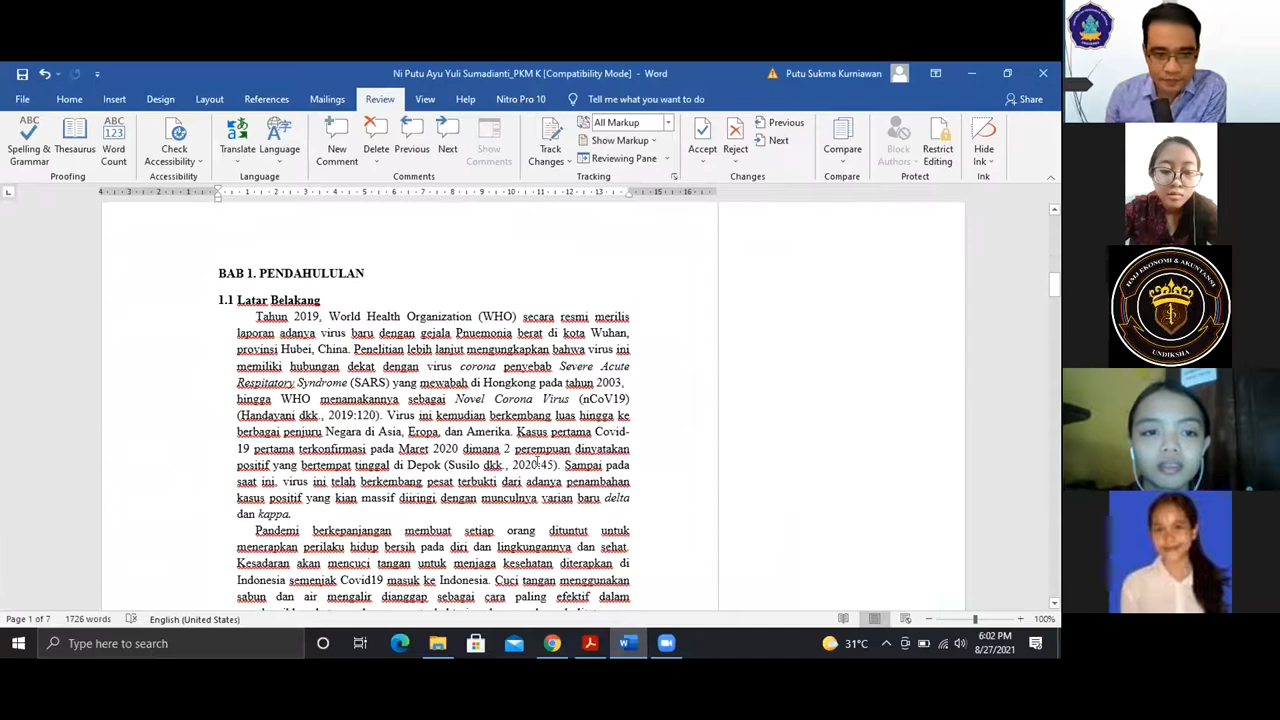 Ni Putu Ayu Yuli Sumadianti_PKM K [Compatibility Mode] - Word
Putu Sukma Kurniawan
File Home Insert Design Layout References Mailings Review View Help Nitro Pro 10 Tell me what you want to do Share
Spelling & Grammar
Thesaurus
Word Count
Proofing
Check Accessibility
Accessibility
Translate
Language
Language
New Comment
Delete
Previous
Next
Show Comments
Comments
Track Changes
All Markup
Show Markup
Reviewing Pane
Tracking
Accept
Reject
Previous
Next
Changes
Compare
Compare
Block Authors
Restrict Editing
Protect
Hide Ink
Ink
BAB 1. PENDAHULULAN
1.1 Latar Belakang
Tahun 2019, World Health Organization (WHO) secara resmi merilis
laporan adanya virus baru dengan gejala Pnuemonia berat di kota Wuhan,
provinsi Hubei, China. Penelitian lebih lanjut mengungkapkan bahwa virus ini
memiliki hubungan dekat dengan virus corona penyebab Severe Acute
Respitatory Syndrome (SARS) yang mewabah di Hongkong pada tahun 2003,
hingga WHO menamakannya sebagai Novel Corona Virus (nCoV19)
(Handayani dkk., 2019:120). Virus ini kemudian berkembang luas hingga ke
berbagai penjuru Negara di Asia, Eropa, dan Amerika. Kasus pertama Covid-
19 pertama terkonfirmasi pada Maret 2020 dimana 2 perempuan dinyatakan
positif yang bertempat tinggal di Depok (Susilo dkk., 2020:45). Sampai pada
saat ini, virus ini telah berkembang pesat terbukti dari adanya penambahan
kasus positif yang kian massif diiringi dengan munculnya varian baru delta
dan kappa.
Pandemi berkepanjangan membuat setiap orang dituntut untuk
menerapkan perilaku hidup bersih pada diri dan lingkungannya dan sehat.
Kesadaran akan mencuci tangan untuk menjaga kesehatan diterapkan di
Indonesia semenjak Covid19 masuk ke Indonesia. Cuci tangan menggunakan
sabun dan air mengalir dianggap sebagai cara paling efektif dalam
Page 1 of 7 1726 words English (United States) 100%
Type here to search
31°C
6:02 PM
8/27/2021
HMJ EKONOMI & AKUNTANSI
UNDIKSHA